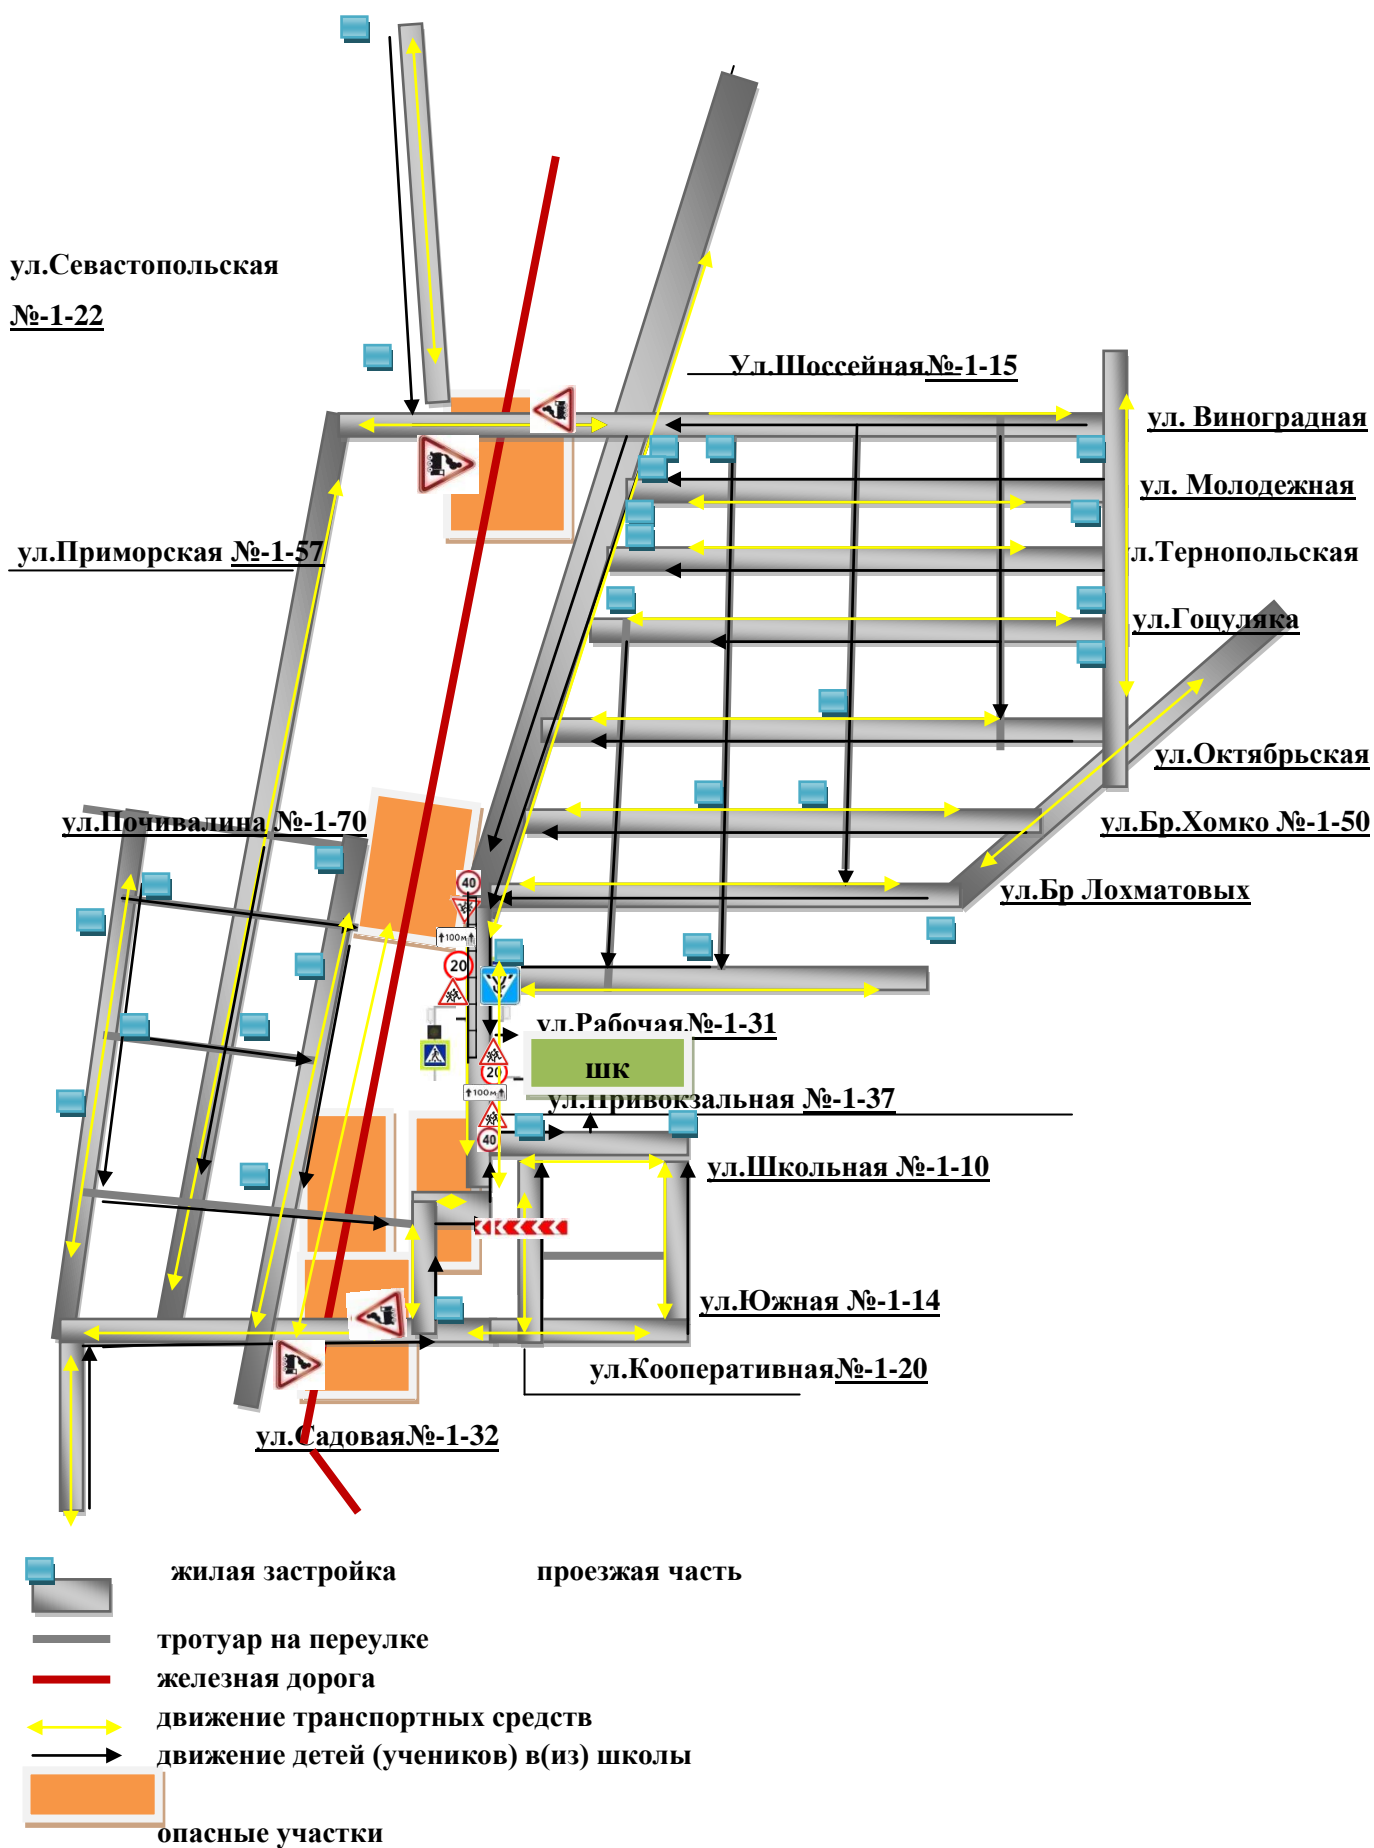 ул.Севастопольская
№-1-22
Ул.Шоссейная№-1-15
ул. Виноградная
ул. Молодежная
ул.Приморская №-1-57
ул.Тернопольская
ул.Гоцуляка
ул.Октябрьская
ул.Почивалина №-1-70
ул.Бр.Хомко №-1-50
40
ул.Бр Лохматовых
100м
20
ул.Рабочая№-1-31
шк
20
100м
ул.Привокзальная №-1-37
40
ул.Школьная №-1-10
ул.Южная №-1-14
ул.Кооперативная№-1-20
ул.Садовая№-1-32
жилая застройка проезжая часть
тротуар на переулке
железная дорога
движение транспортных средств
движение детей (учеников) в(из) школы
опасные участки